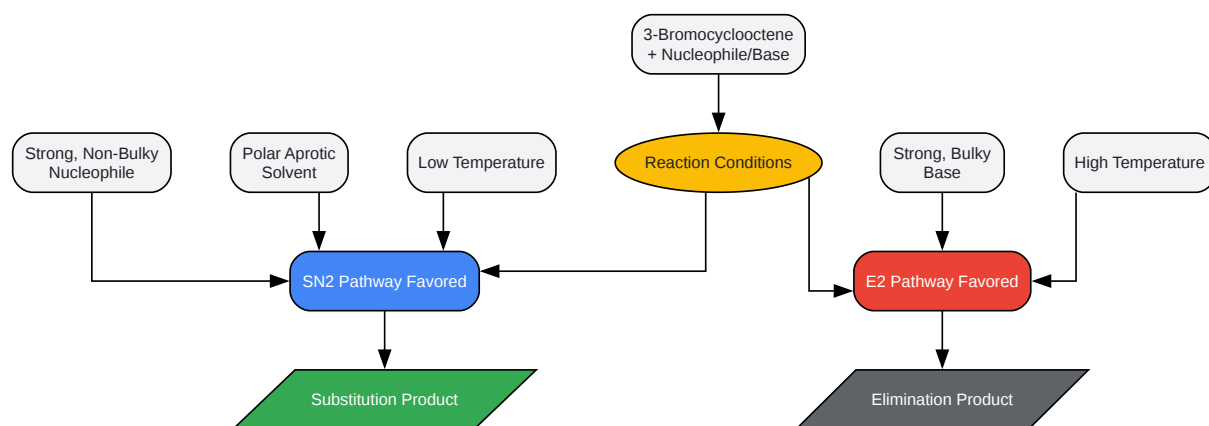 3-Bromocyclooctene
+ Nucleophile/Base
Strong, Non-Bulky
Nucleophile
Polar Aprotic
Solvent
Low Temperature
Reaction Conditions
Strong, Bulky
Base
High Temperature
SN2 Pathway Favored
E2 Pathway Favored
Substitution Product
Elimination Product